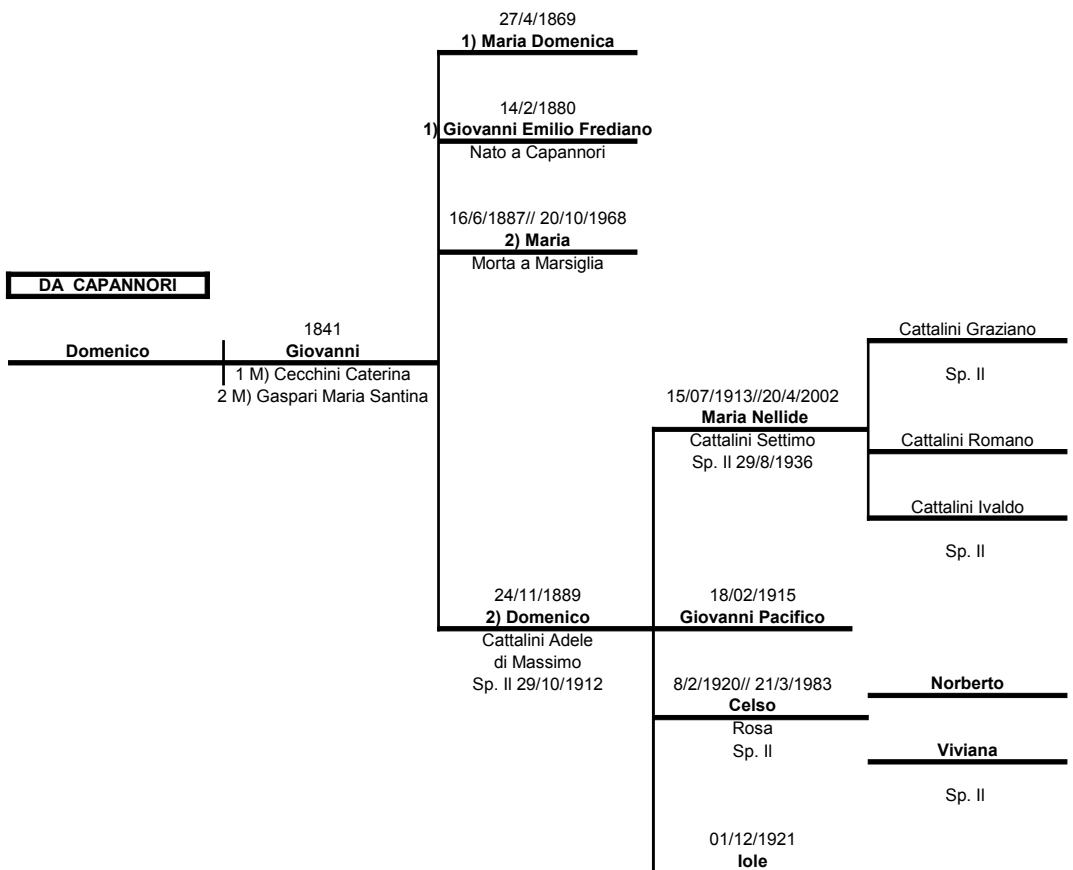 27/4/1869
1) Maria Domenica
14/2/1880
1) Giovanni Emilio Frediano
Nato a Capannori
16/6/1887// 20/10/1968
2) Maria
Morta a Marsiglia
DA CAPANNORI
Domenico
1841
Giovanni
1 M) Cecchini Caterina
2 M) Gaspari Maria Santina
Cattalini Graziano
Sp. II
15/07/1913//20/4/2002
Maria Nellide
Cattalini Settimo
Sp. II 29/8/1936
Cattalini Romano
Cattalini Ivaldo
Sp. II
24/11/1889
2) Domenico
Cattalini Adele
di Massimo
Sp. II 29/10/1912
18/02/1915
Giovanni Pacifico
8/2/1920// 21/3/1983
Celso
Rosa
Sp. II
Norberto
Viviana
Sp. II
01/12/1921
Iole